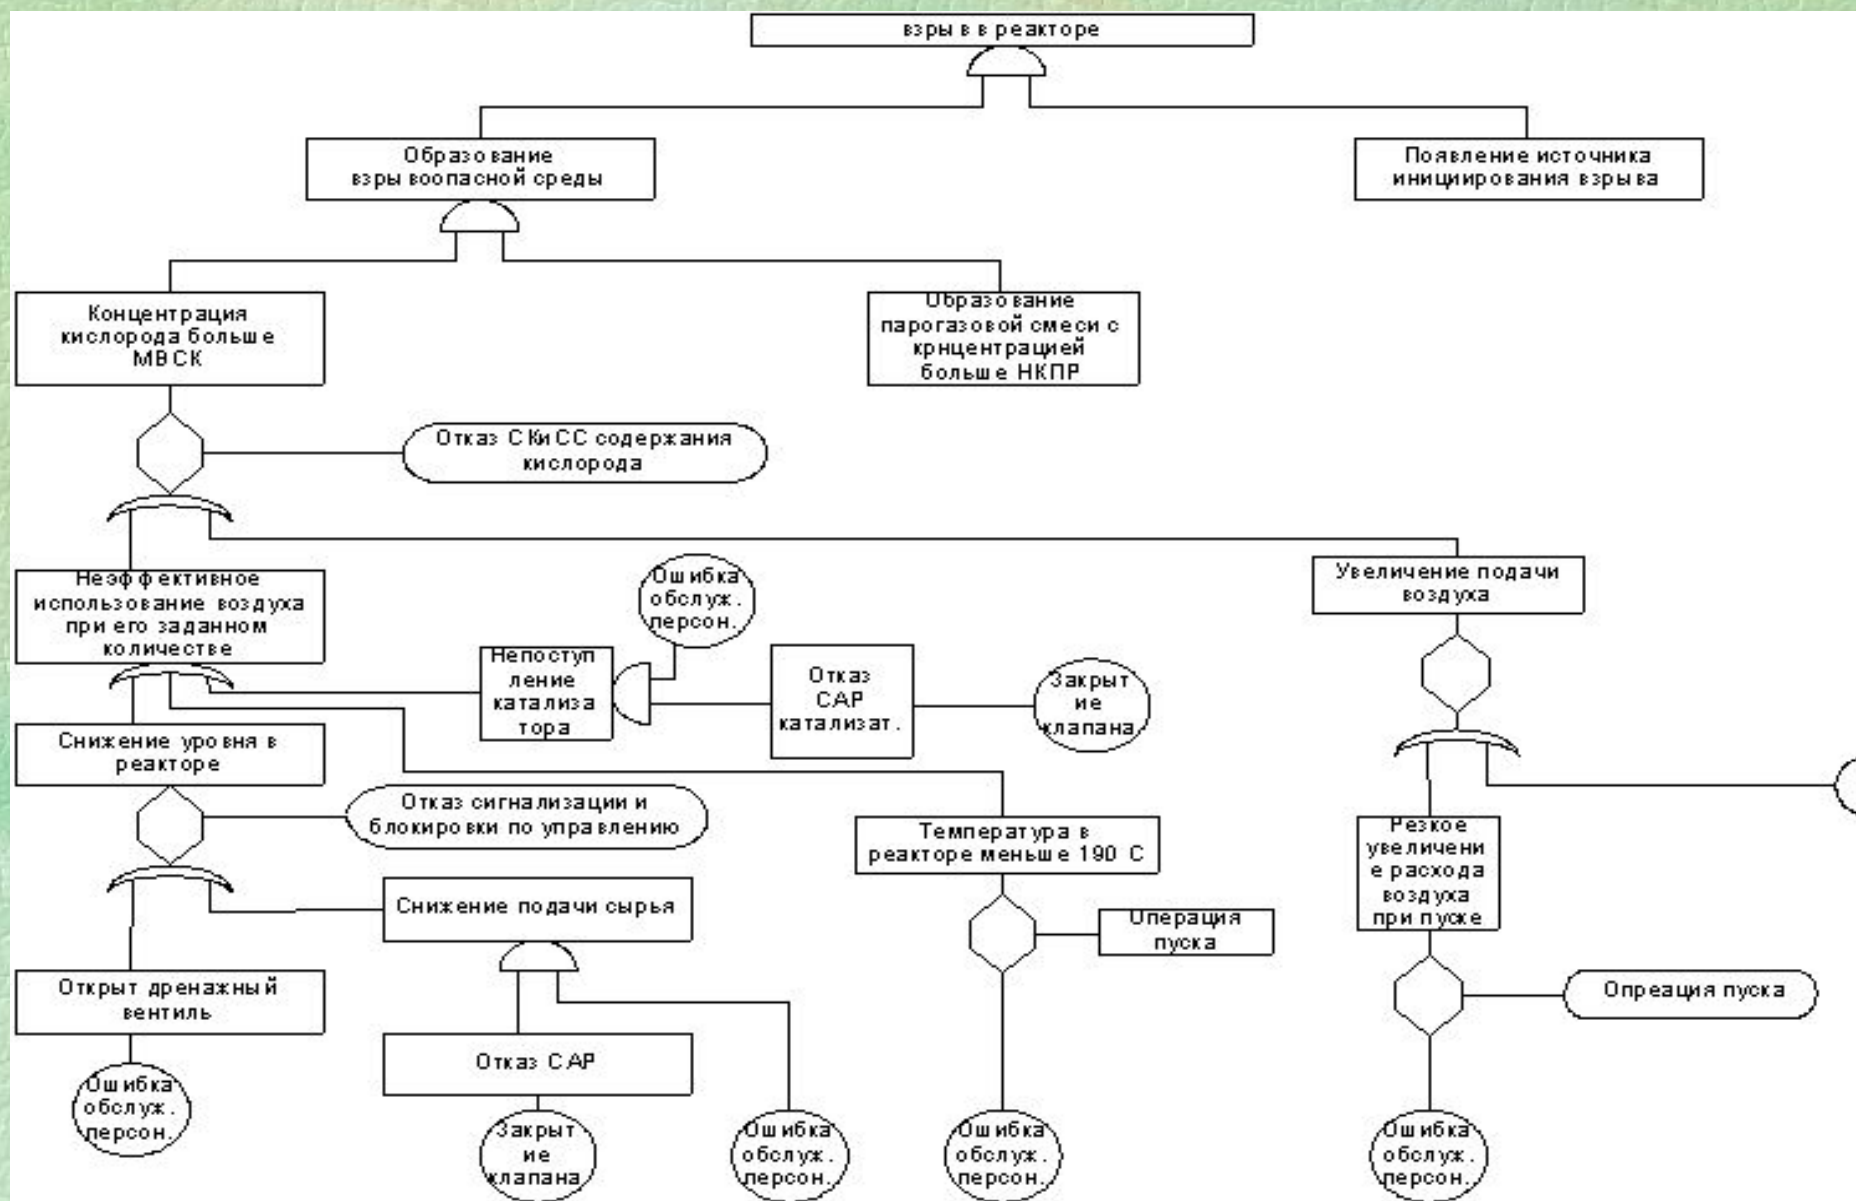 взрыв в реакторе
Образование
взрывоопасной среды
Появление источника
инициирования взрыва
Концентрация
кислорода больше
МВСК
Образование
парогазовой смеси с
крнцентрацией
больше НКПР
Отказ СКиСС содержания
кислорода
Неэффективное
использование воздуха
при его заданном
количестве
Ошибка
обслуж.
персон.
Увеличение подачи
воздуха
Непоступ
ление
катализа
тора
Отказ
САР
катализат.
Закрыт
ие
клапана
Снижение уровня в
реакторе
Отказ сигнализации и
блокировки по управлению
Температура в
реакторе меньше 190 С
Резкое
увеличени
е расхода
воздуха
при пуске
Снижение подачи сырья
Операция
пуска
Открыт дренажный
вентиль
Опреация пуска
Отказ САР
Ошибка
обслуж.
персон.
Закрыт
ие
клапана
Ошибка
обслуж.
персон.
Ошибка
обслуж.
персон.
Ошибка
обслуж.
персон.